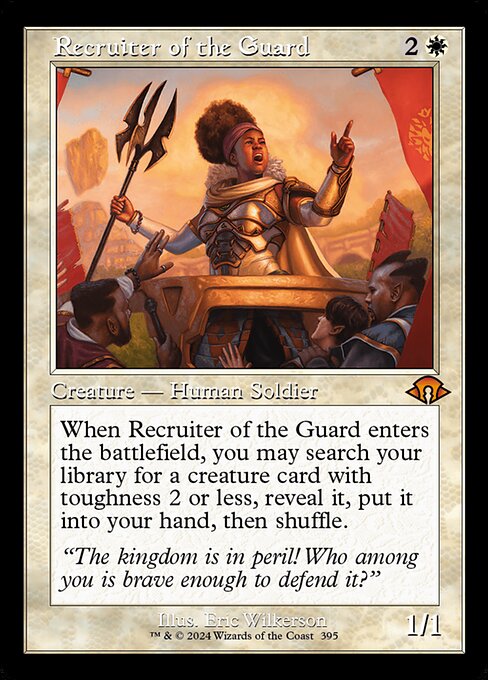 Recruiter of the Guard 2
Creature — Human Soldier
When Recruiter of the Guard enters
the battlefield, you may search your
library for a creature card with
toughness 2 or less, reveal it, put it
into your hand, then shuffle.
“The kingdom is in peril! Who among
you is brave enough to defend it?”
Illus. Eric Wilkerson
™ & © 2024 Wizards of the Coast 395
1/1